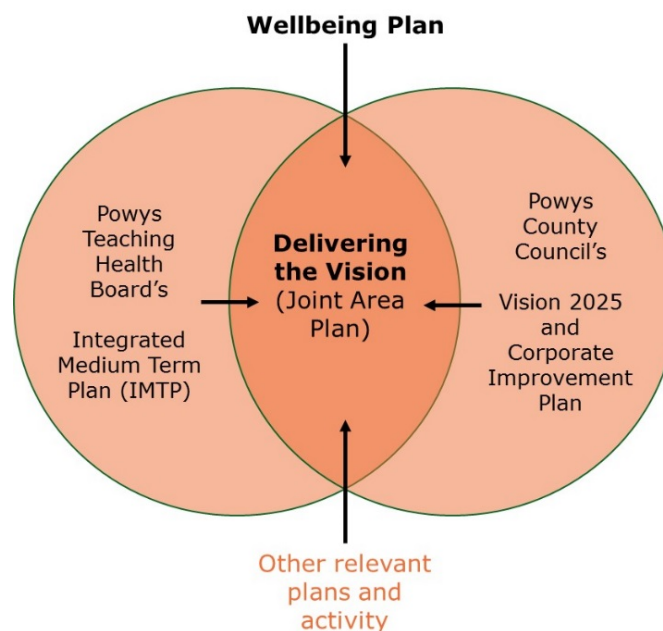 Wellbeing Plan
Powys
Teaching
Health
Board’s
Integrated
Medium Term
Plan (IMTP)
Delivering
the Vision
(Joint Area
Plan)
Powys
County
Council’s
Vision 2025
and
Corporate
Improvement
Plan
Other relevant
plans and
activity